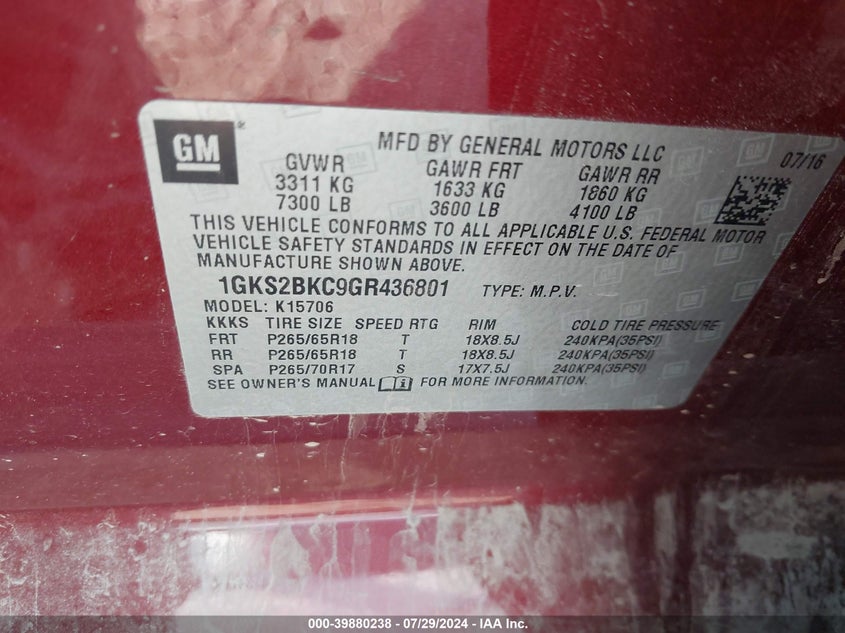 GM
MFD BY GENERAL MOTORS LLC
07/16
GVWR GAWR FRT GAWR RR
3311 KG 1633 KG 1860 KG
7300 LB 3600 LB 4100 LB
THIS VEHICLE CONFORMS TO ALL APPLICABLE U.S. FEDERAL MOTOR
VEHICLE SAFETY STANDARDS IN EFFECT ON THE DATE OF
MANUFACTURE SHOWN ABOVE.
1GKS2BKC9GR436801 TYPE: M.P.V.
MODEL: K15706
KKKS TIRE SIZE SPEED RTG RIM COLD TIRE PRESSURE
FRT P265/65R18 T 18X8.5J 240KPA(35PSI)
RR P265/65R18 T 18X8.5J 240KPA(35PSI)
SPA P265/70R17 S 17X7.5J 240KPA(35PSI)
SEE OWNER'S MANUAL FOR MORE INFORMATION.
000-39880238 - 07/29/2024 - IAA Inc.